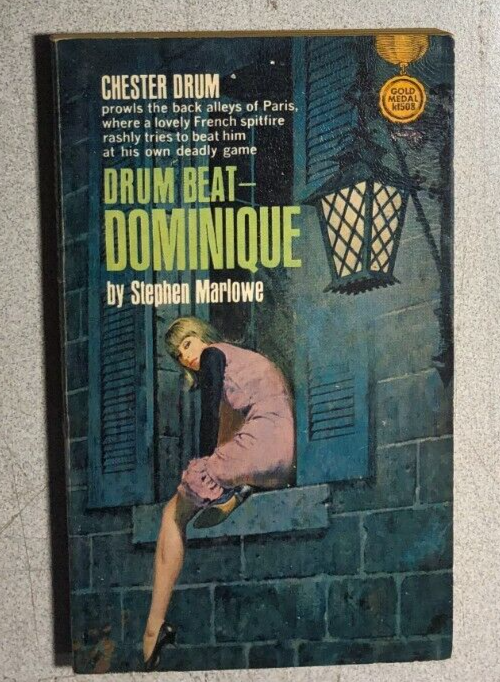 CHESTER DRUM
prowls the back alleys of Paris,
where a lovely French spitfire
rashly tries to beat him
at his own deadly game
DRUM BEAT–
DOMINIQUE
by Stephen Marlowe
GOLD
MEDAL
k1508